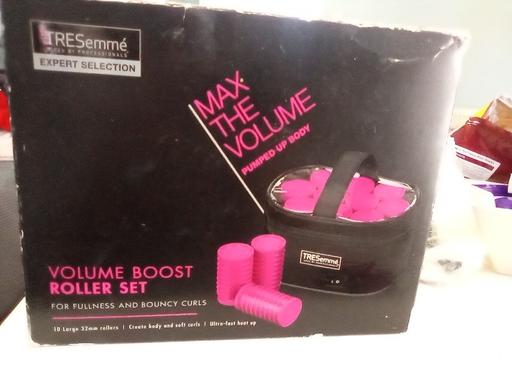 TRESemmé
USED BY PROFESSIONALS
EXPERT SELECTION
MAX
THE
VOLUME
PUMPED UP BODY
TRESemmé
VOLUME BOOST
ROLLER SET
FOR FULLNESS AND BOUNCY CURLS
10 Large 32mm rollers | Create body and soft curls | Ultra-fast heat up